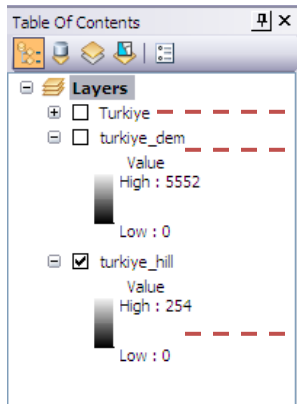 Table Of Contents
Layers
Turkiye
turkiye_dem
Value
High : 5552
Low : 0
turkiye_hill
Value
High : 254
Low : 0